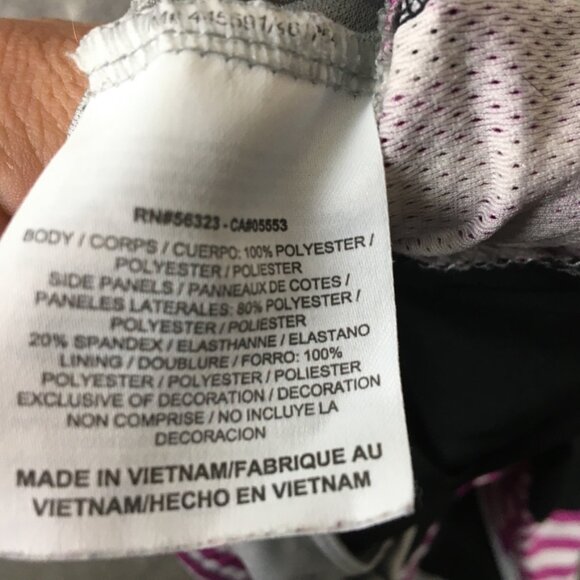 RN#56323 - CA#05553
BODY / CORPS / CUERPO: 100% POLYESTER /
POLYESTER / POLIESTER
SIDE PANELS / PANNEAUX DE COTES /
PANELES LATERALES: 80% POLYESTER /
POLYESTER / POLIESTER
20% SPANDEX / ELASTHANNE / ELASTANO
LINING / DOUBLURE / FORRO: 100%
POLYESTER / POLYESTER / POLIESTER
EXCLUSIVE OF DECORATION / DECORATION
NON COMPRISE / NO INCLUYE LA
DECORACION
MADE IN VIETNAM/FABRIQUE AU
VIETNAM/HECHO EN VIETNAM